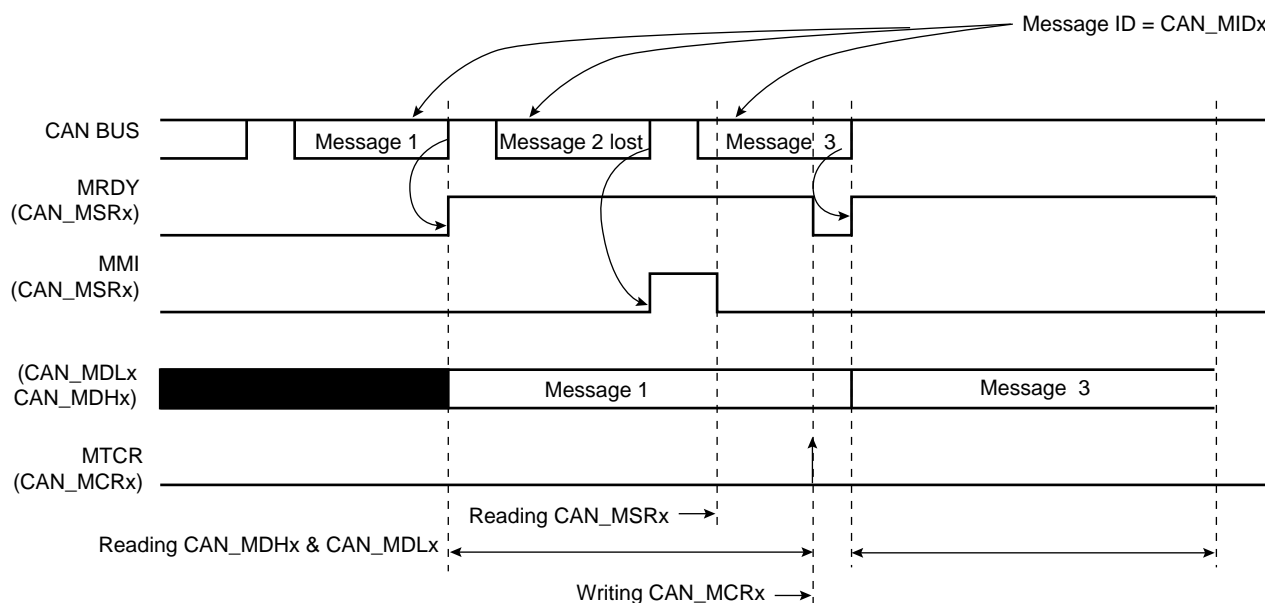 Message ID = CAN_MIDx
CAN BUS
Message 1
Message 2 lost
Message 3
MRDY
(CAN_MSRx)
MMI
(CAN_MSRx)
(CAN_MDLx
CAN_MDHx)
Message 1
Message 3
MTCR
(CAN_MCRx)
Reading CAN_MSRx
Reading CAN_MDHx & CAN_MDLx
Writing CAN_MCRx